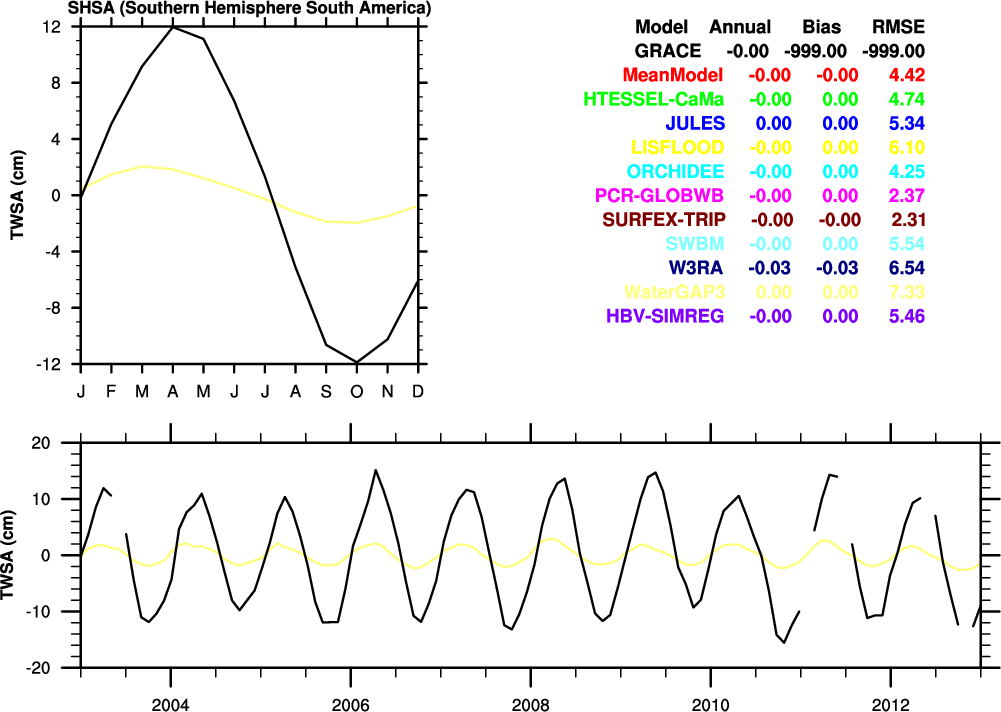 SHSA (Southern Hemisphere South America)
12
8
4
0
-4
-8
-12
TWSA (cm)
J F M A M J J A S O N D
Model Annual Bias RMSE
GRACE -0.00 -999.00 -999.00
MeanModel -0.00 -0.00 4.42
HTESSEL-CaMa -0.00 0.00 4.74
JULES 0.00 0.00 5.34
LISFLOOD -0.00 0.00 6.10
ORCHIDEE -0.00 0.00 4.25
PCR-GLOBWB -0.00 0.00 2.37
SURFEX-TRIP -0.00 -0.00 2.31
SWBM -0.00 0.00 5.54
W3RA -0.03 -0.03 6.54
WaterGAP3 0.00 0.00 7.33
HBV-SIMREG -0.00 0.00 5.46
20
10
0
-10
-20
TWSA (cm)
2004 2006 2008 2010 2012